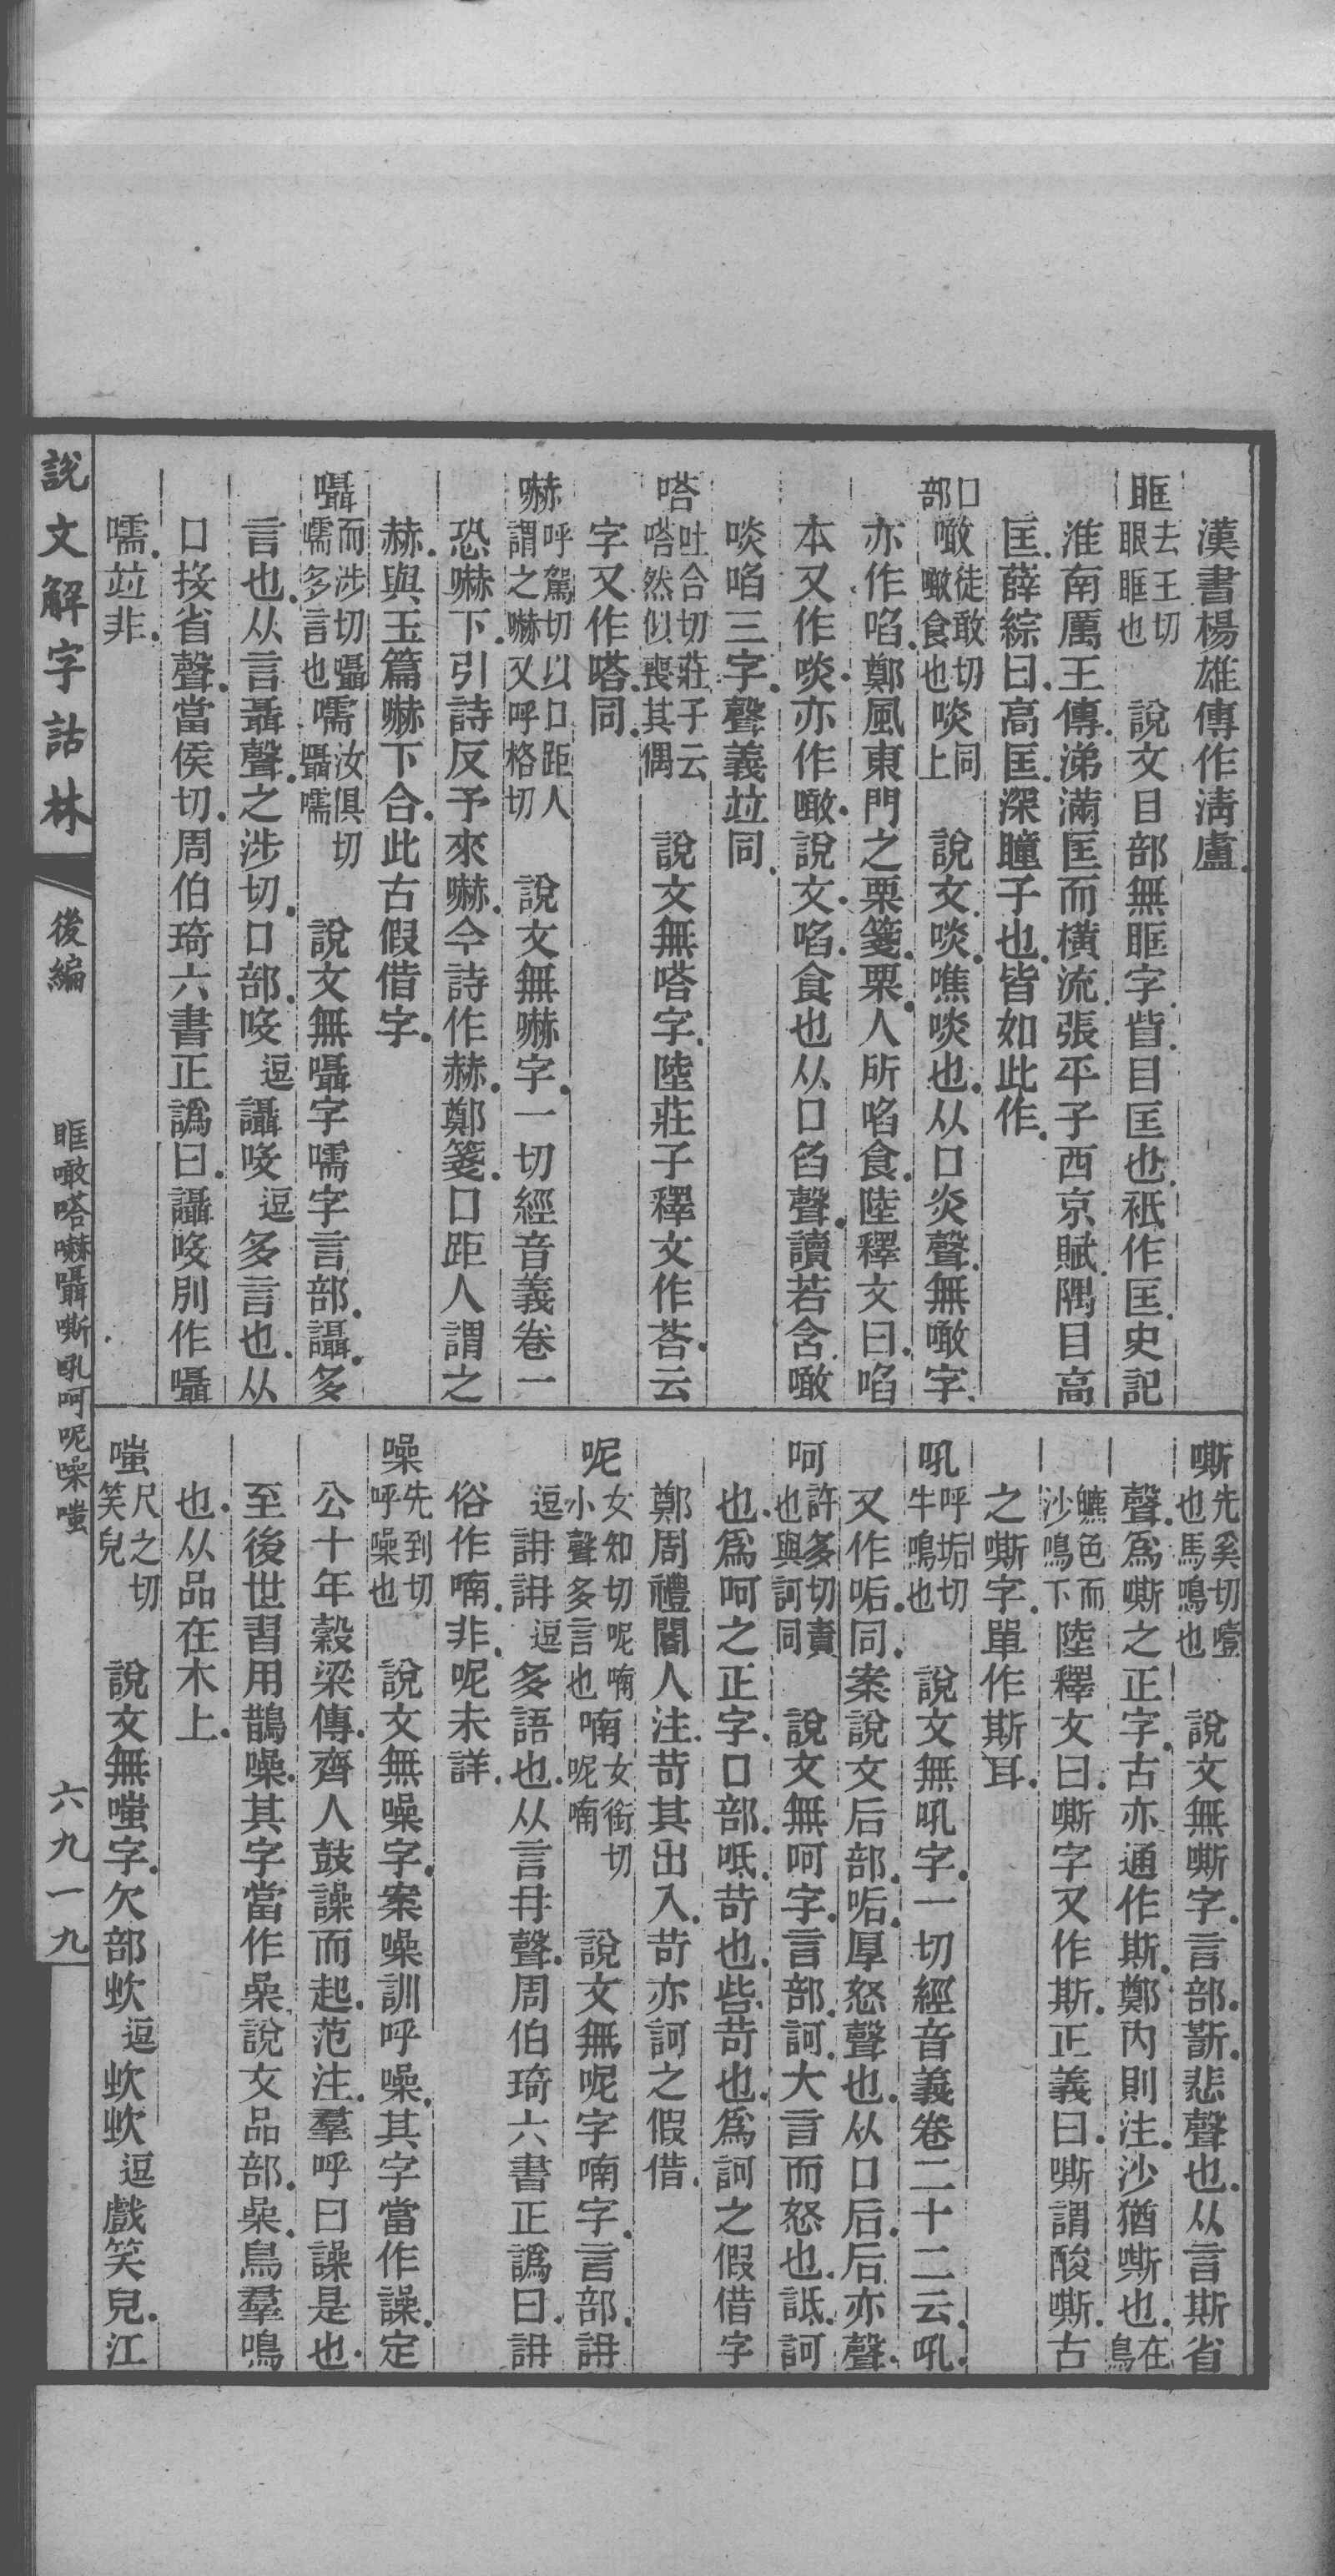 漢書楊雄傳作淸盧.
眶去王切眼眶也　說文目部無眶字.眥.目匡也.衹作匡.史記
淮南厲王傳.涕滿匡而橫流.張平子西京賦.隅目高
匡.薛綜曰.高匡.深瞳子也.皆如此作.
口部
噉徒敢切噉食也啖同上　說文.啖.噍啖也.从口炎聲.無噉字.
亦作啗.鄭風東門之栗箋.栗.人所啗食.陸釋文曰.啗
本又作啖.亦作噉.說文.啗.食也.从口臽聲.讀若含.噉
啖啗三字.聲義竝同.
嗒吐合切莊子云嗒然似喪其偶　說文無嗒字.陸莊子釋文作荅.云
字又作嗒.同.
嚇呼駕切以口距人謂之嚇又呼格切　說文無嚇字.一切經音義卷一
恐嚇下.引詩反予來嚇.今詩作赫.鄭箋.口距人謂之
赫.與玉篇嚇下合.此古假借字.
囁而涉切囁嚅多言也嚅汝俱切囁嚅　說文無囁字嚅字.言部.讘.多
言也.从言聶聲.之涉切.口部.㖨逗讘㖨逗多言也.从
口㨋省聲.當侯切.周伯琦六書正譌曰.讘㖨別作囁
嚅.竝非.
嘶先奚切噎也馬鳴也　說文無嘶字.言部.䚄.悲聲也.从言斯省
聲.爲嘶之正字.古亦通作斯.鄭內則注.沙猶嘶也.在鳥
皫色而沙鳴下陸釋文曰.嘶字又作斯.正義曰.嘶謂酸嘶.古
之嘶字.單作斯耳.
吼呼垢切牛鳴也　說文無吼字.一切經音義卷二十二云.吼.
又作㖃.同.案說文后部.㖃.厚怒聲也.从口后.后亦聲.
呵許多切責也與訶同　說文無呵字.言部.訶.大言而怒也.詆.訶
也.爲呵之正字.口部.呧.苛也.呰.苛也.爲訶之假借字
鄭周禮閽人注.苛其出入.苛亦訶之假借.
呢女知切呢喃小聲多言也喃女銜切呢喃　說文無呢字喃字.言部.䛁
逗䛁䛁逗多語也.从言冄聲.周伯琦六書正譌曰.䛁
俗作喃.非.呢未詳.
噪先到切呼噪也　說文無噪字.案噪訓呼噪.其字當作譟.定
公十年穀梁傳.齊人鼓譟而起.范注.羣呼曰譟是也.
至後世習用鵲噪.其字當作喿.說文品部.喿.鳥羣鳴
也.从品在木上.
嗤尺之切笑皃　說文無嗤字.欠部㰞逗㰞㰞逗戲笑皃.江
說文解字詁林　後編　眶噉嗒嚇囁嘶吼呵呢噪嗤　六九一九